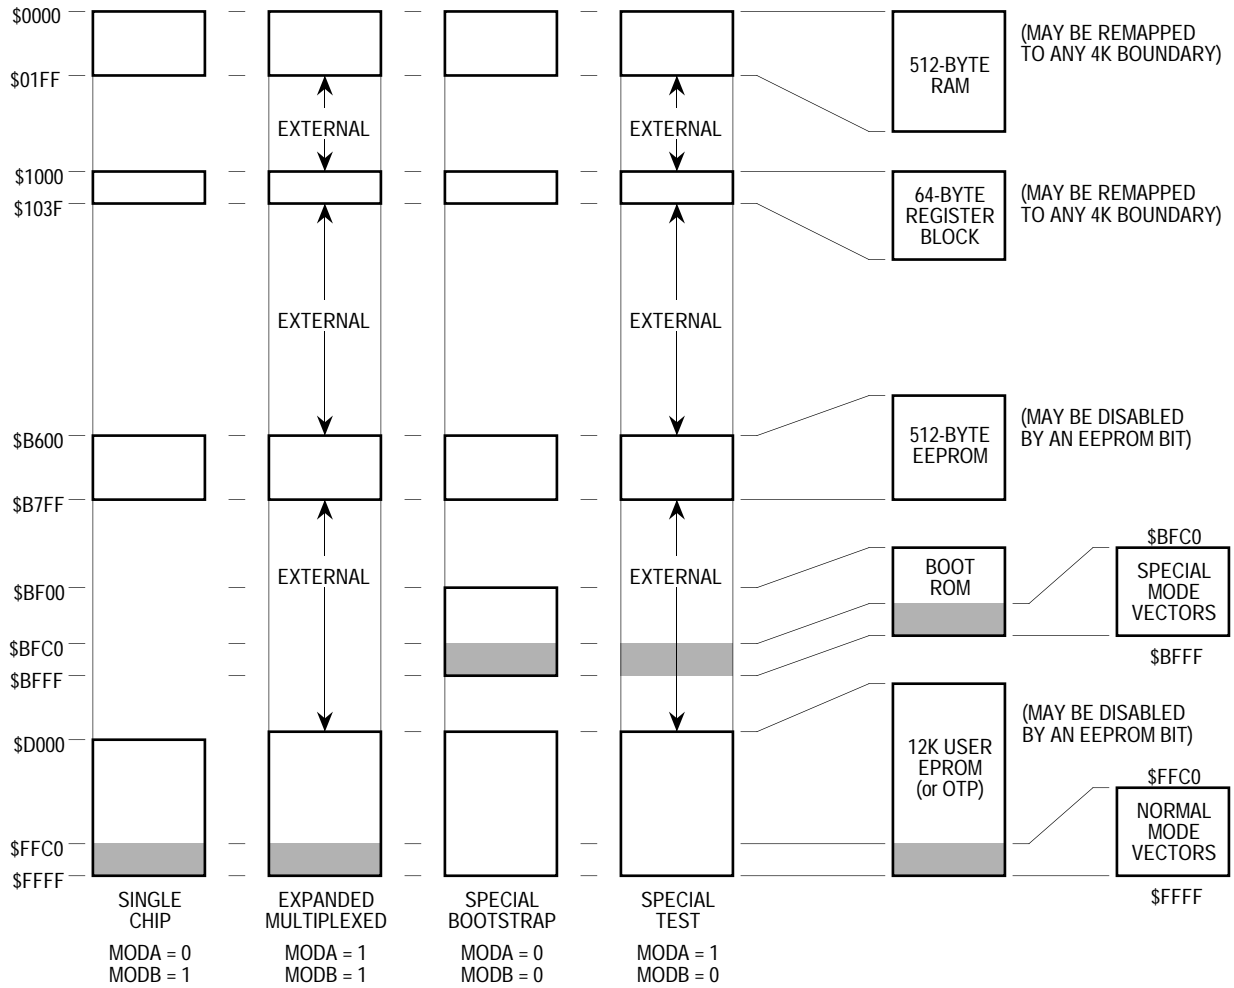 $0000
$01FF
$1000
$103F
$B600
$B7FF
$BF00
$BFC0
$BFFF
$D000
$FFC0
$FFFF
EXTERNAL
EXTERNAL
EXTERNAL
EXTERNAL
EXTERNAL
EXTERNAL
512-BYTE
RAM
(MAY BE REMAPPED
TO ANY 4K BOUNDARY)
64-BYTE
REGISTER
BLOCK
(MAY BE REMAPPED
TO ANY 4K BOUNDARY)
512-BYTE
EEPROM
(MAY BE DISABLED
BY AN EEPROM BIT)
BOOT
ROM
$BFC0
SPECIAL
MODE
VECTORS
$BFFF
12K USER
EPROM
(or OTP)
(MAY BE DISABLED
BY AN EEPROM BIT)
$FFC0
NORMAL
MODE
VECTORS
$FFFF
SINGLE
CHIP
MODA = 0
MODB = 1
EXPANDED
MULTIPLEXED
MODA = 1
MODB = 1
SPECIAL
BOOTSTRAP
MODA = 0
MODB = 0
SPECIAL
TEST
MODA = 1
MODB = 0